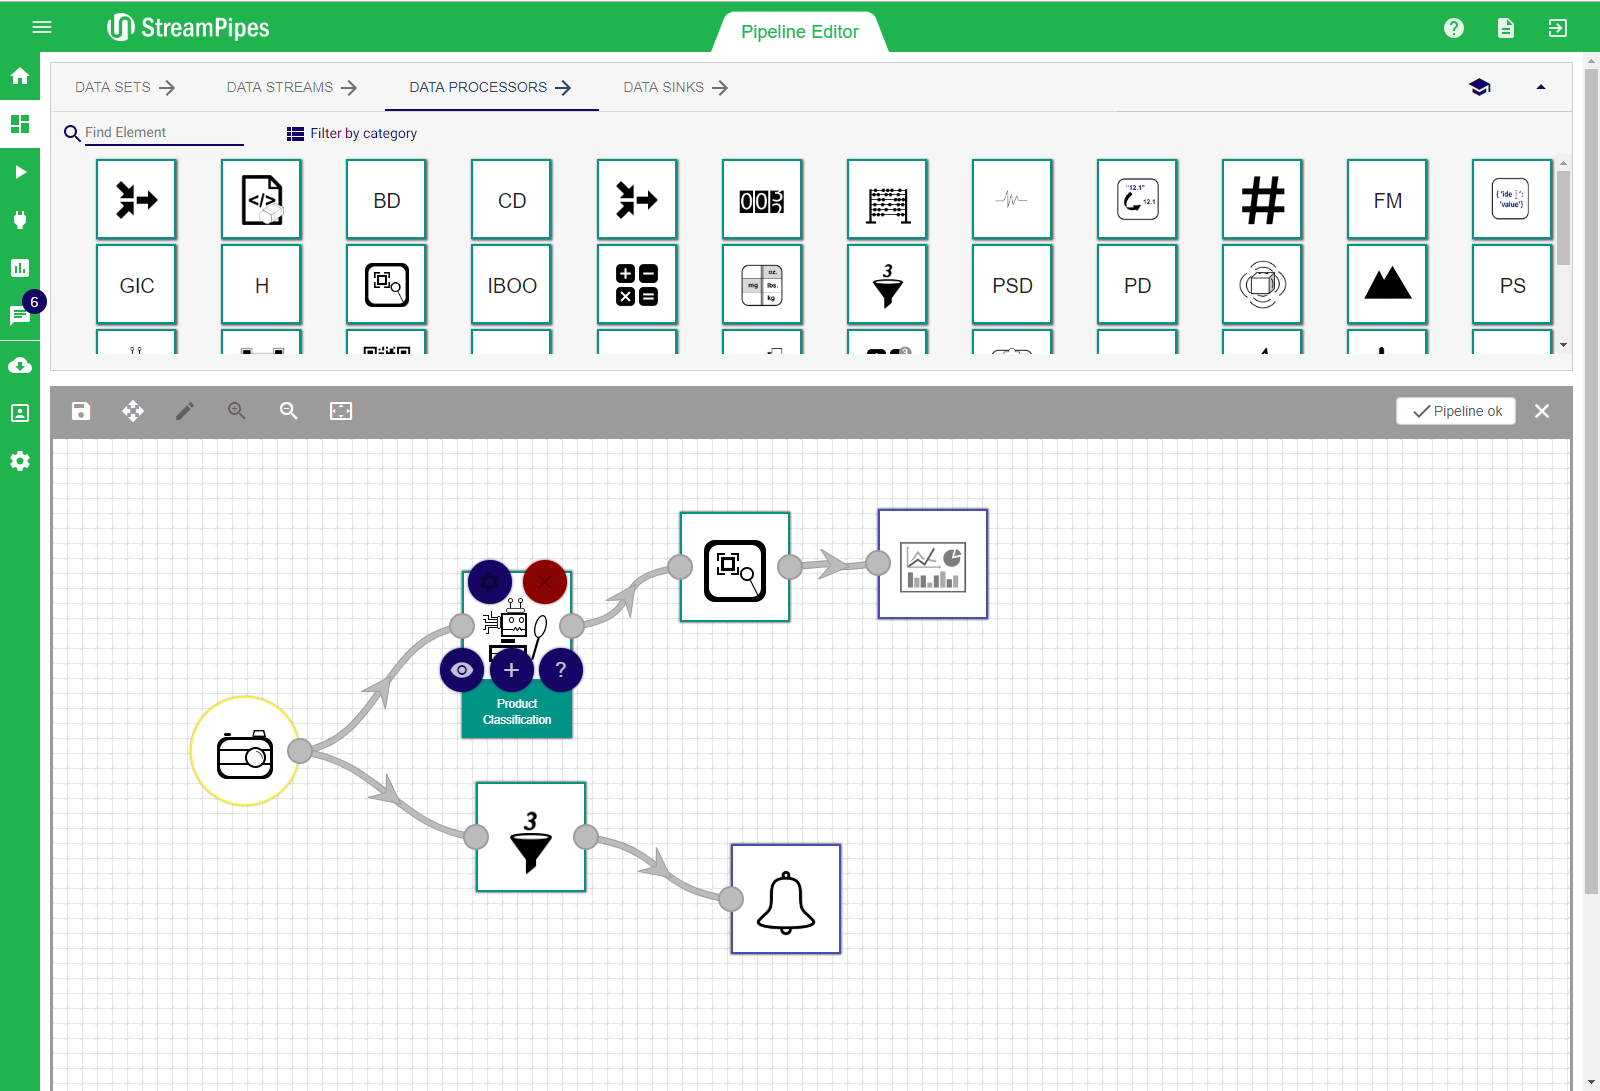 StreamPipes
Pipeline Editor
?
DATA SETS
DATA STREAMS
DATA PROCESSORS
DATA SINKS
Find Element
Filter by category
</>
BD
CD
"12.1"
12.1
#
FM
'value'}
GIC
H
IBOO
oz.
mg
lbs.
kg
3
PSD
PD
PS
6
Pipeline ok
?
Product
Classification
3